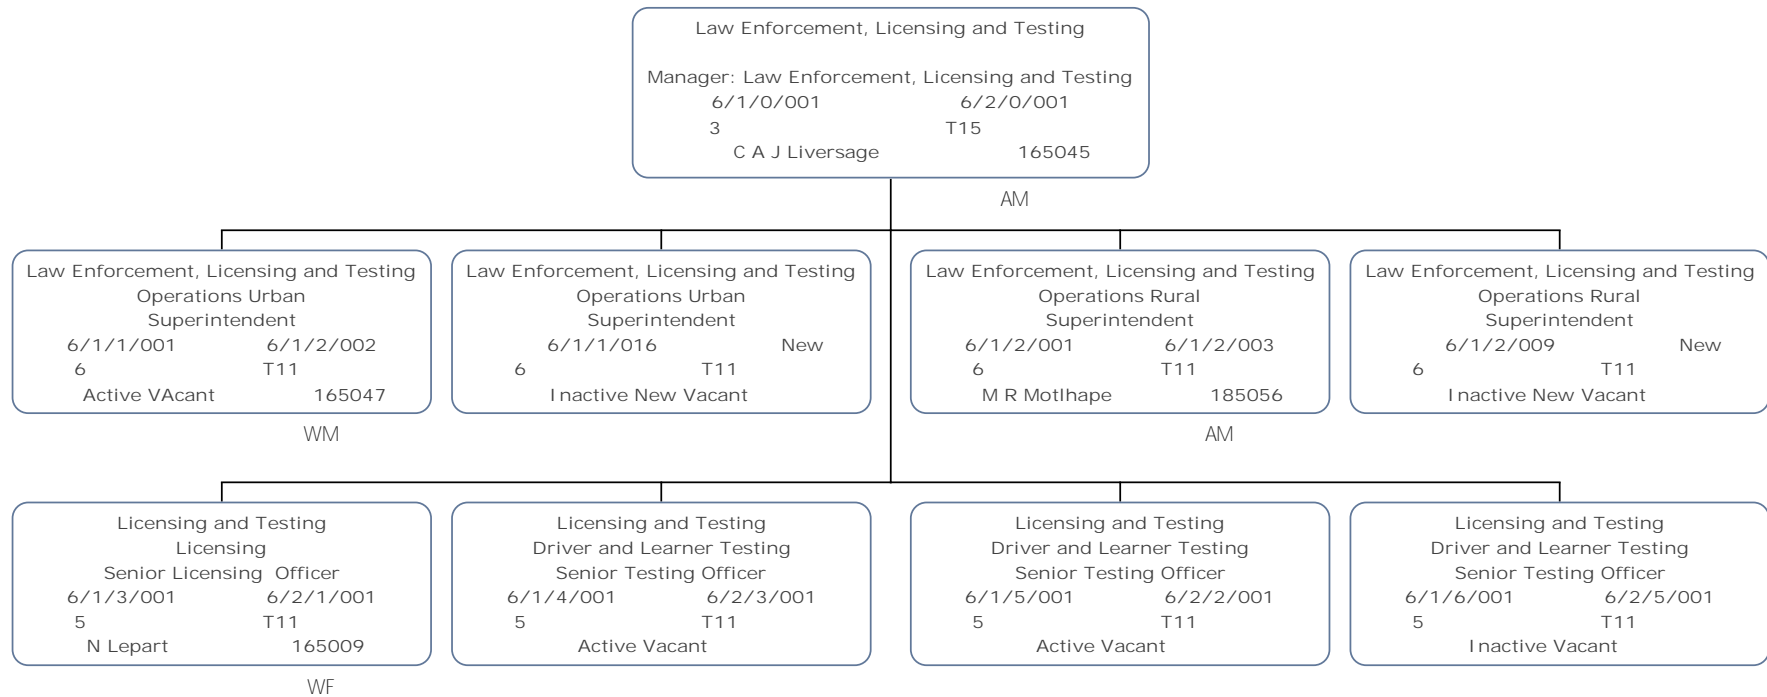 Law Enforcement, Licensing and Testing
Manager: Law Enforcement, Licensing and Testing
6/1/0/001 6/2/0/001
3 T15
C A J Liversage 165045
AM
Law Enforcement, Licensing and Testing
Operations Urban
Superintendent
6/1/1/001 6/1/2/002
6 T11
Active VAcant 165047
WM
Law Enforcement, Licensing and Testing
Operations Urban
Superintendent
6/1/1/016 New
6 T11
Inactive New Vacant
Law Enforcement, Licensing and Testing
Operations Rural
Superintendent
6/1/2/001 6/1/2/003
6 T11
M R Motlhape 185056
AM
Law Enforcement, Licensing and Testing
Operations Rural
Superintendent
6/1/2/009 New
6 T11
Inactive New Vacant
Licensing and Testing
Licensing
Senior Licensing Officer
6/1/3/001 6/2/1/001
5 T11
N Lepart 165009
WF
Licensing and Testing
Driver and Learner Testing
Senior Testing Officer
6/1/4/001 6/2/3/001
5 T11
Active Vacant
Licensing and Testing
Driver and Learner Testing
Senior Testing Officer
6/1/5/001 6/2/2/001
5 T11
Active Vacant
Licensing and Testing
Driver and Learner Testing
Senior Testing Officer
6/1/6/001 6/2/5/001
5 T11
Inactive Vacant